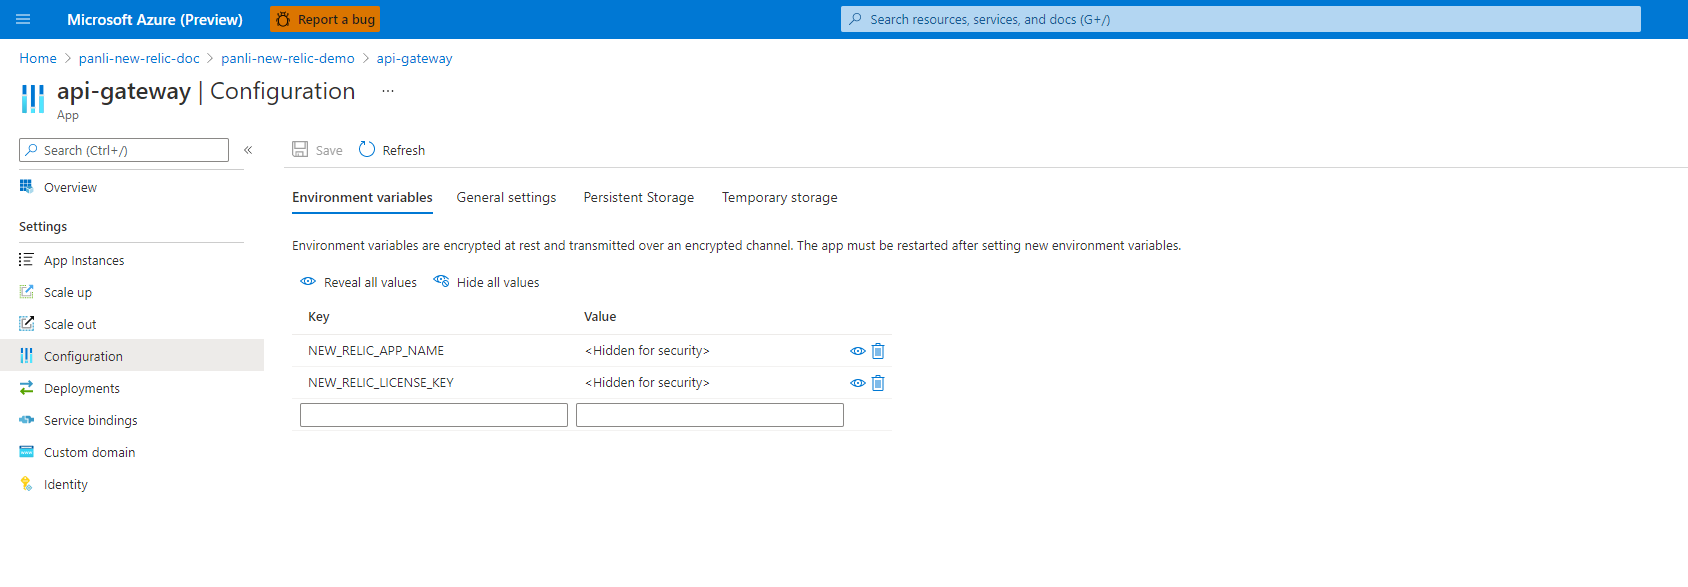 Microsoft Azure (Preview) Report a bug Search resources, services, and docs (G+/)
Home > panli-new-relic-doc > panli-new-relic-demo > api-gateway
api-gateway | Configuration ...
App
Search (Ctrl+/) «
Save Refresh
Overview
Settings
App Instances
Scale up
Scale out
Configuration
Deployments
Service bindings
Custom domain
Identity
Environment variables General settings Persistent Storage Temporary storage
Environment variables are encrypted at rest and transmitted over an encrypted channel. The app must be restarted after setting new environment variables.
Reveal all values Hide all values
Key Value
NEW_RELIC_APP_NAME <Hidden for security>
NEW_RELIC_LICENSE_KEY <Hidden for security>